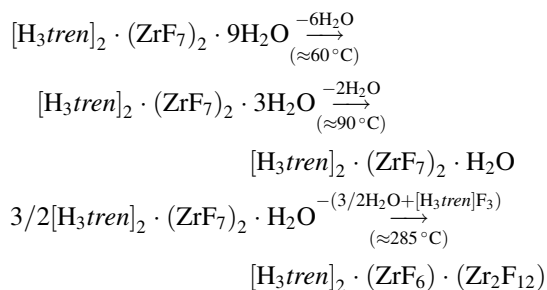 [H₃tren]₂ · (ZrF₇)₂ · 9H₂O —(−6H₂O)(≈60 °C)→
[H₃tren]₂ · (ZrF₇)₂ · 3H₂O —(−2H₂O)(≈90 °C)→
[H₃tren]₂ · (ZrF₇)₂ · H₂O
3/2[H₃tren]₂ · (ZrF₇)₂ · H₂O —(−(3/2H₂O+[H₃tren]F₃))(≈285 °C)→
[H₃tren]₂ · (ZrF₆) · (Zr₂F₁₂)